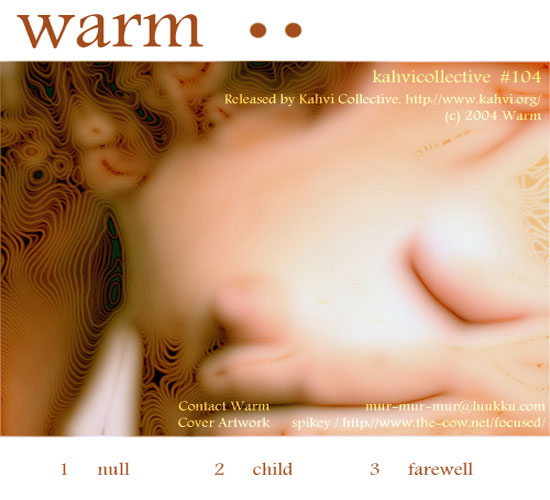 warm ••
kahvicollective #104
Released by Kahvi Collective. http://www.kahvi.org/
(c) 2004 Warm
Contact Warm mur-mur-mur@luukku.com
Cover Artwork spikey / http://www.the-cow.net/focused/
1 null 2 child 3 farewell